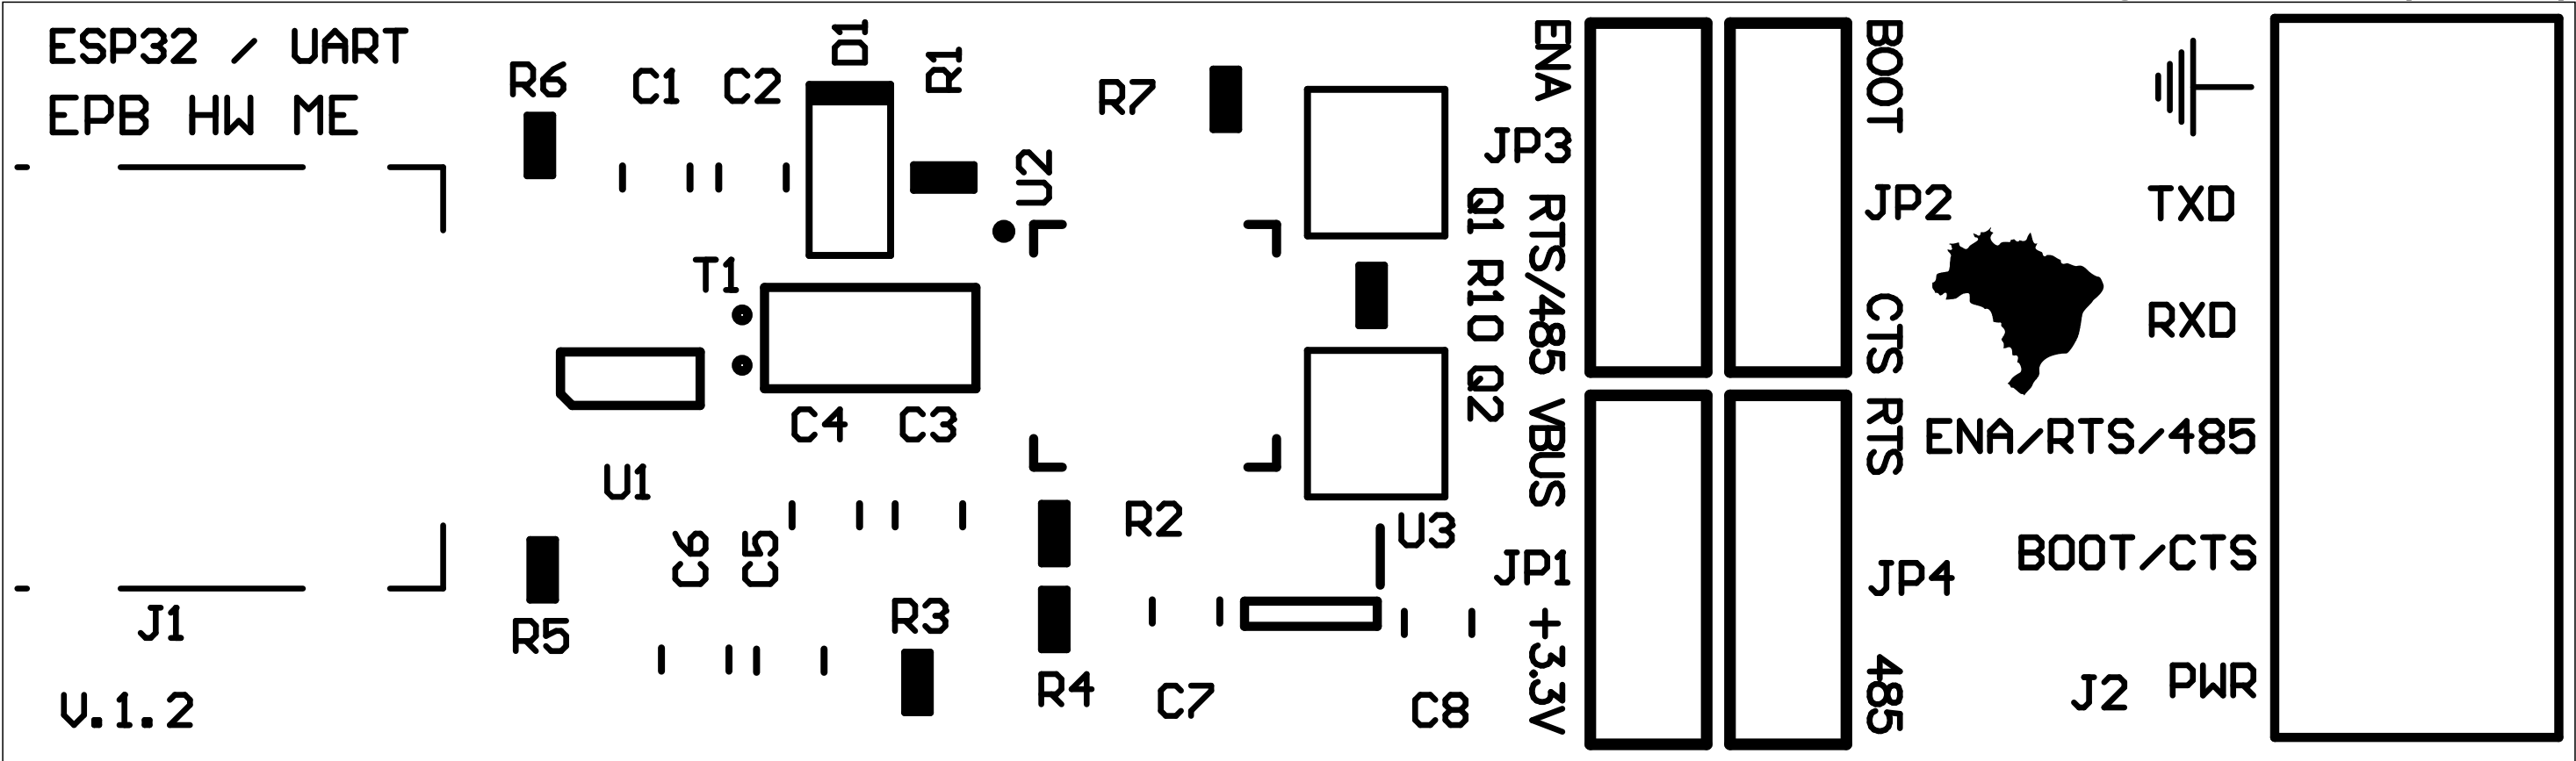 ESP32 / UART
EPB HW ME
R6
C1
C2
D1
R1
U2
R7
ENA
JP3
RTS/485
BOOT
JP2
CTS
TXD
RXD
T1
Q1 R10 Q2
C4
C3
VBUS
RTS
ENA/RTS/485
U1
C6
C5
R2
U3
JP1
+3.3V
JP4
485
BOOT/CTS
J1
R5
R3
R4
C7
C8
J2
PWR
V.1.2